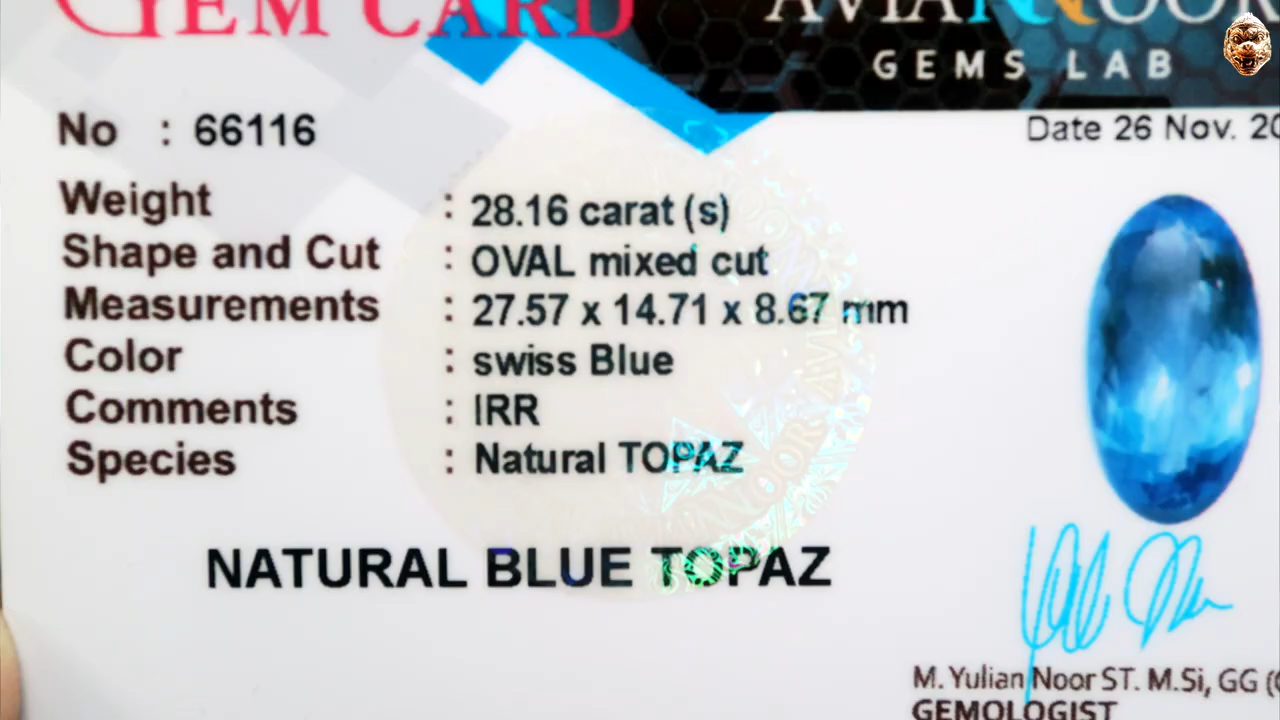 GEM CARD
AVIANNOOR
GEMS LAB
No : 66116
Date 26 Nov. 20
Weight : 28.16 carat (s)
Shape and Cut : OVAL mixed cut
Measurements : 27.57 x 14.71 x 8.67 mm
Color : swiss Blue
Comments : IRR
Species : Natural TOPAZ
NATURAL BLUE TOPAZ
M. Yulian Noor ST. M.Si, GG (
GEMOLOGIST